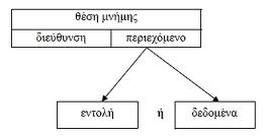 θέση μνήμης
διεύθυνση περιεχόμενο
εντολή ή δεδομένα